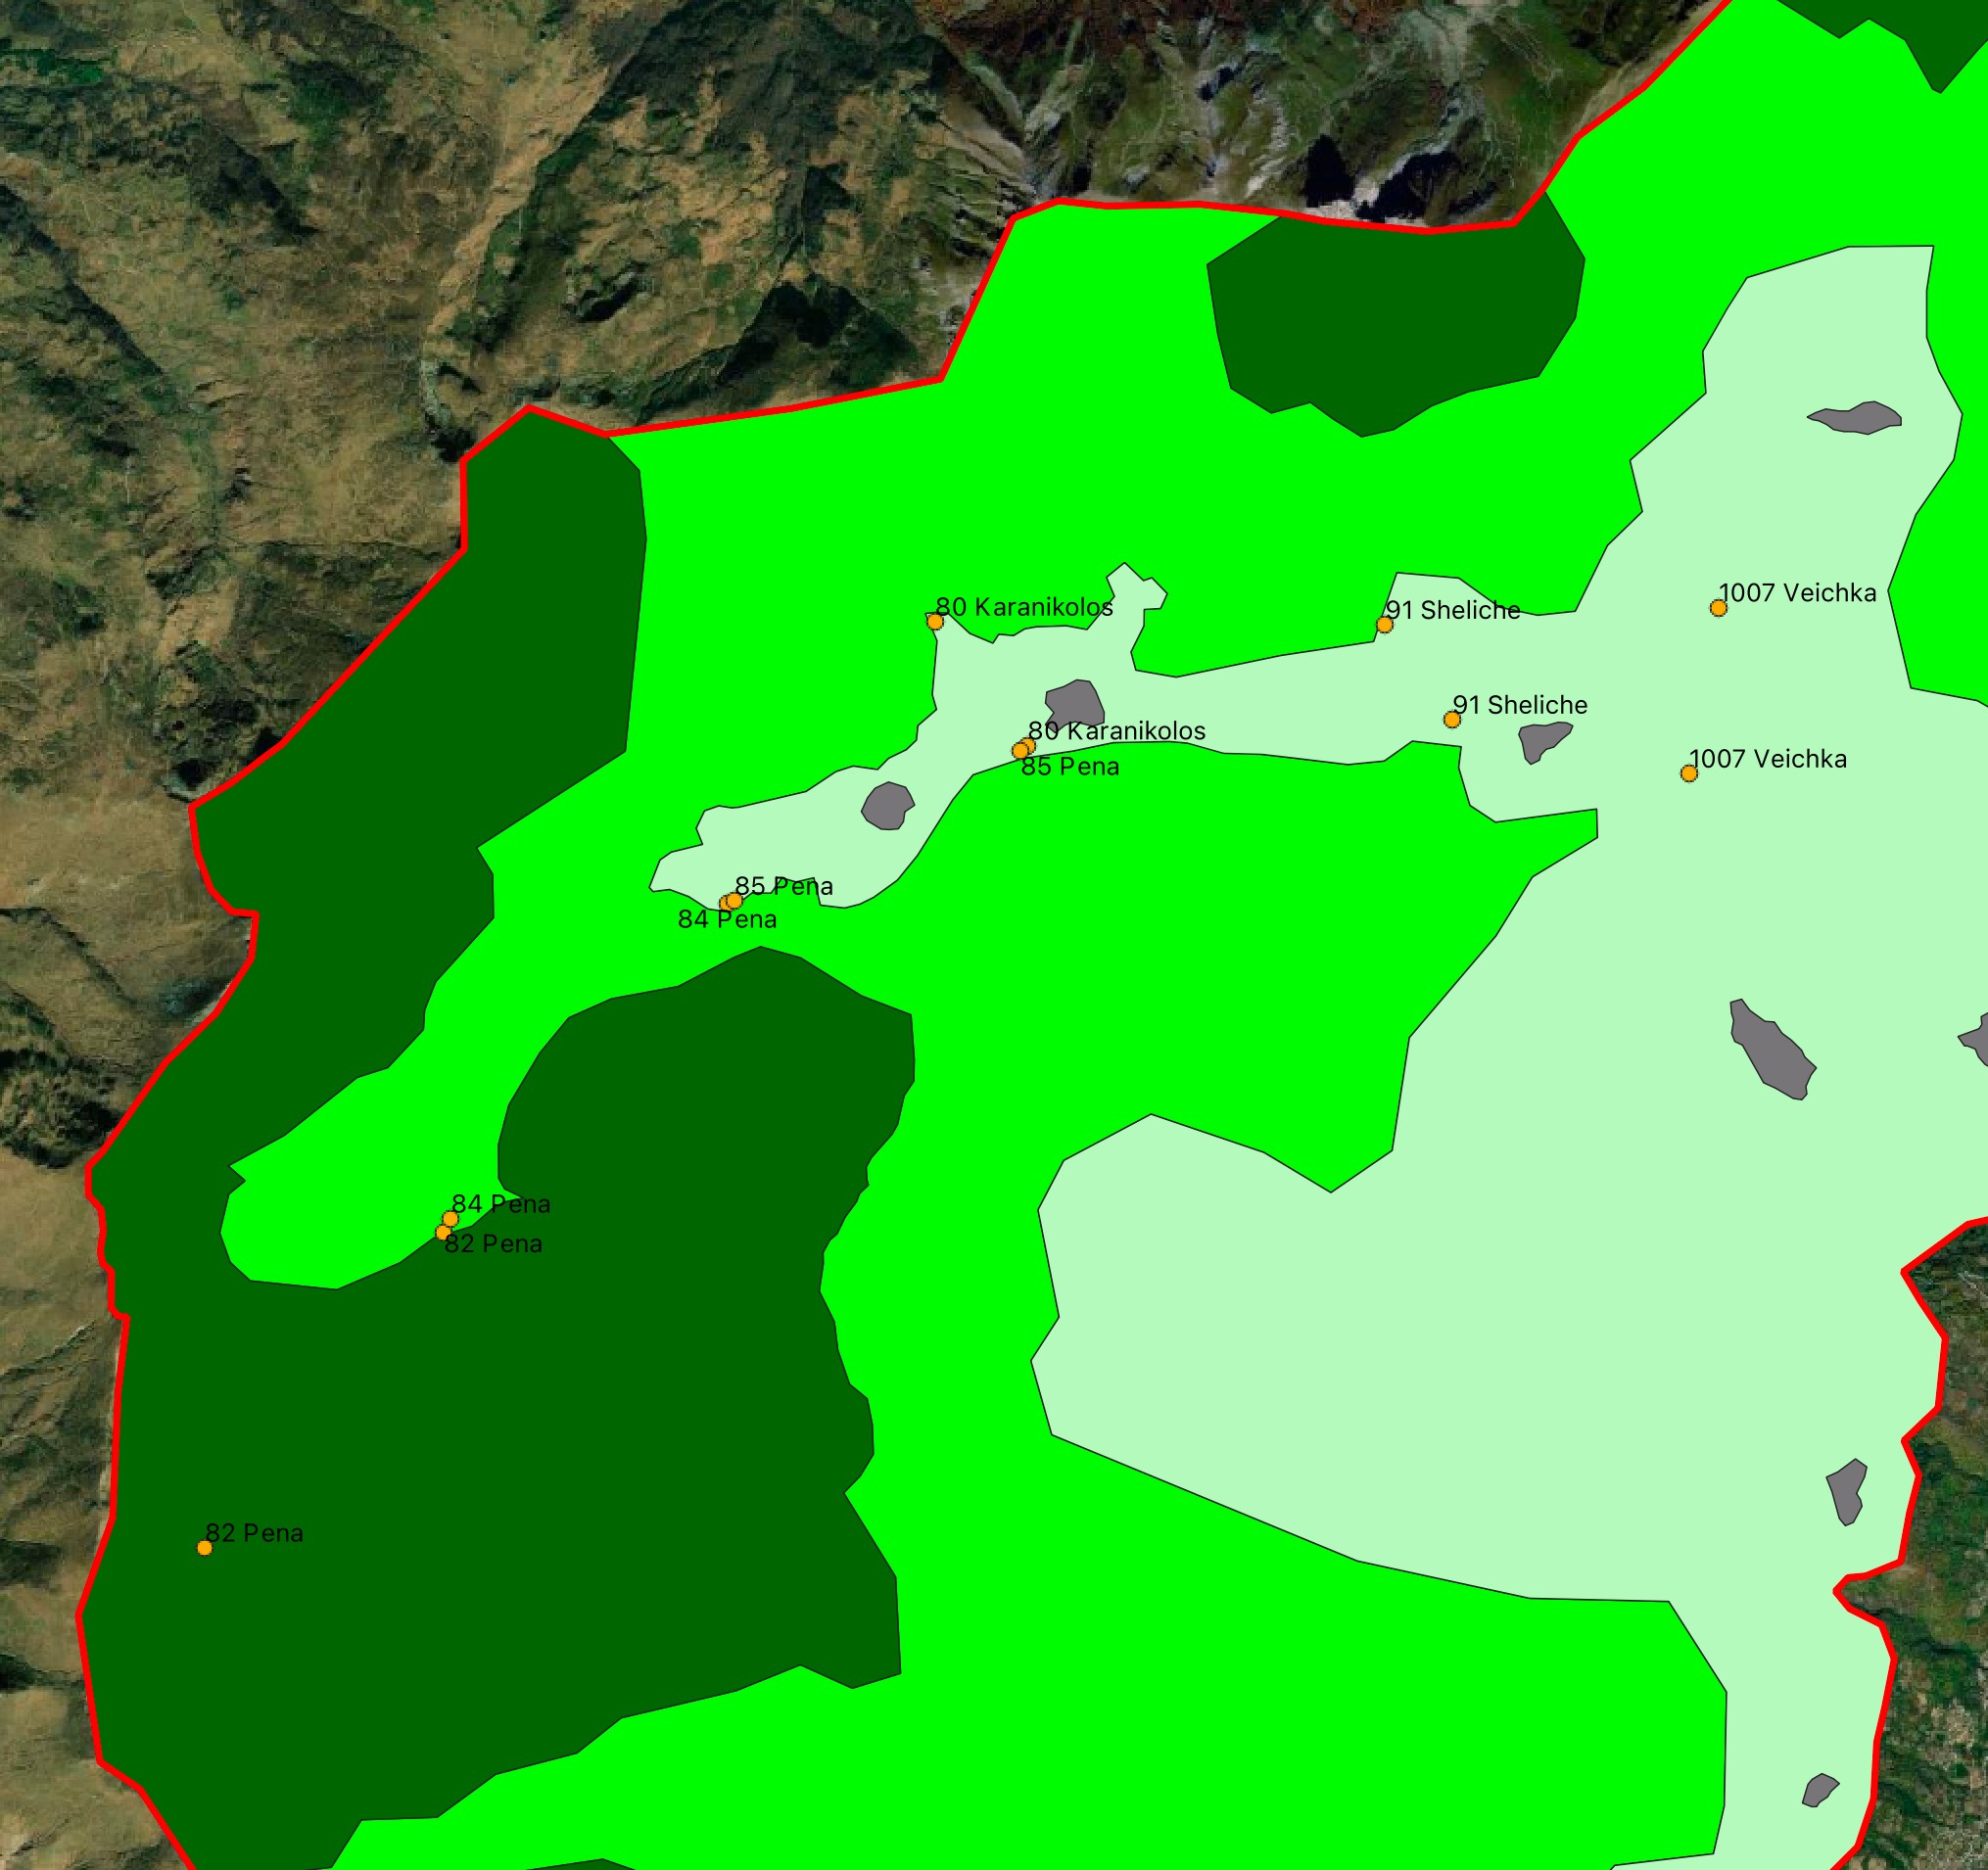 1007 Veichka
80 Karanikolos
91 Sheliche
91 Sheliche
80 Karanikolos
1007 Veichka
85 Pena
85 Pena
84 Pena
84 Pena
82 Pena
82 Pena